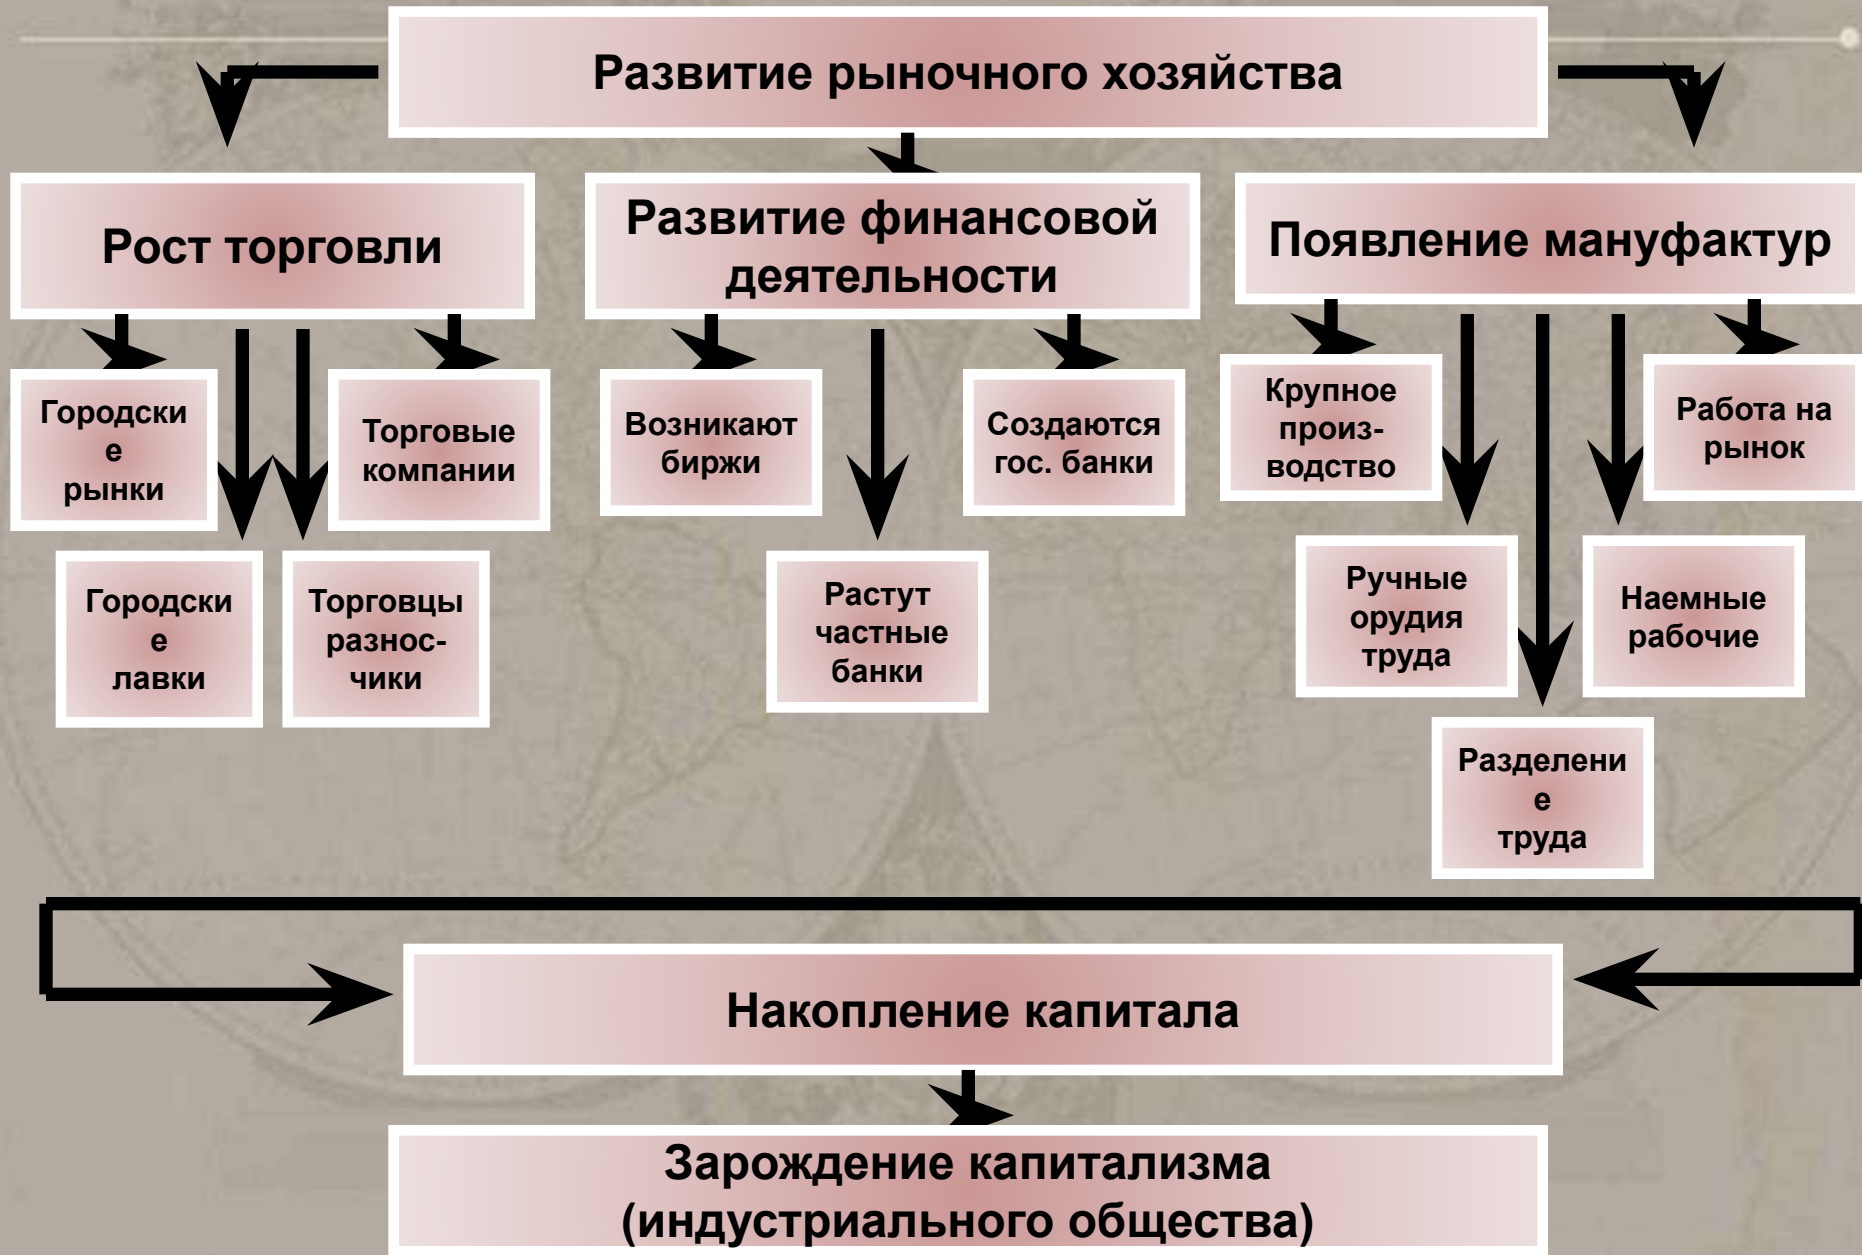 Развитие рыночного хозяйства
Рост торговли
Развитие финансовой
деятельности
Появление мануфактур
Городски
е
рынки
Торговые
компании
Возникают
биржи
Создаются
гос. банки
Крупное
произ-
водство
Работа на
рынок
Городски
е
лавки
Торговцы
разнос-
чики
Растут
частные
банки
Ручные
орудия
труда
Наемные
рабочие
Разделени
е
труда
Накопление капитала
Зарождение капитализма
(индустриального общества)